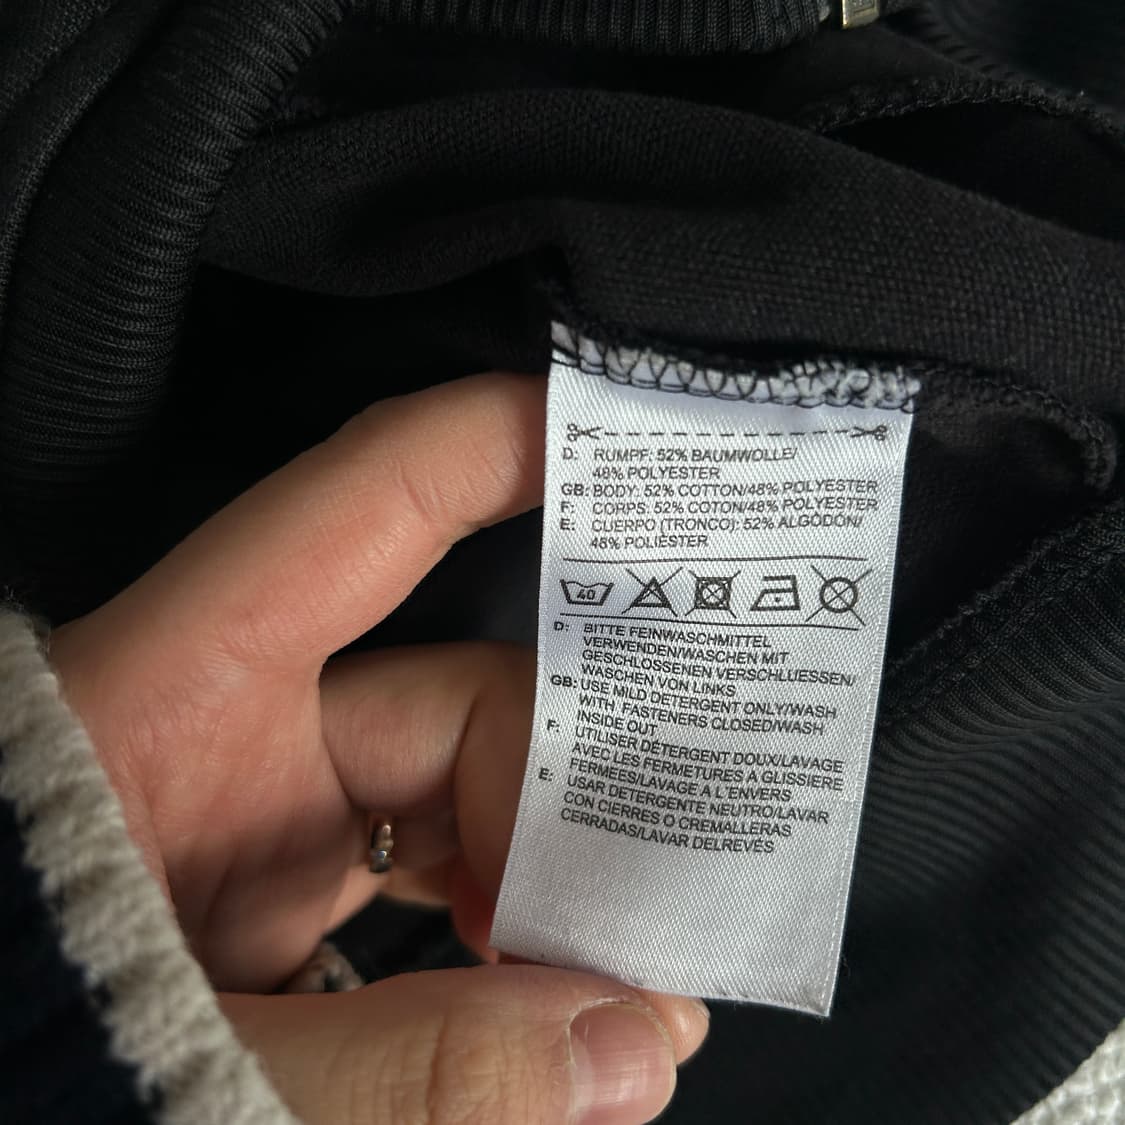 D: RUMPF: 52% BAUMWOLLE/
48% POLYESTER
GB: BODY: 52% COTTON/48% POLYESTER
F: CORPS: 52% COTON/48% POLYESTER
E: CUERPO (TRONCO): 52% ALGODON/
48% POLIESTER
40
D: BITTE FEINWASCHMITTEL
VERWENDEN/WASCHEN MIT
GESCHLOSSENEN VERSCHLIESSEN/
WASCHEN VON LINKS
GB: USE MILD DETERGENT ONLY/WASH
WITH FASTENERS CLOSED/WASH
INSIDE OUT
F: UTILISER DÉTERGENT DOUX/LAVAGE
AVEC LES FERMETURES A GLISSIERE
FERMEES/LAVAGE A L'ENVERS
E: USAR DETERGENTE NEUTRO/LAVAR
CON CIERRES O CREMALLERAS
CERRADAS/LAVAR DELREVÉS